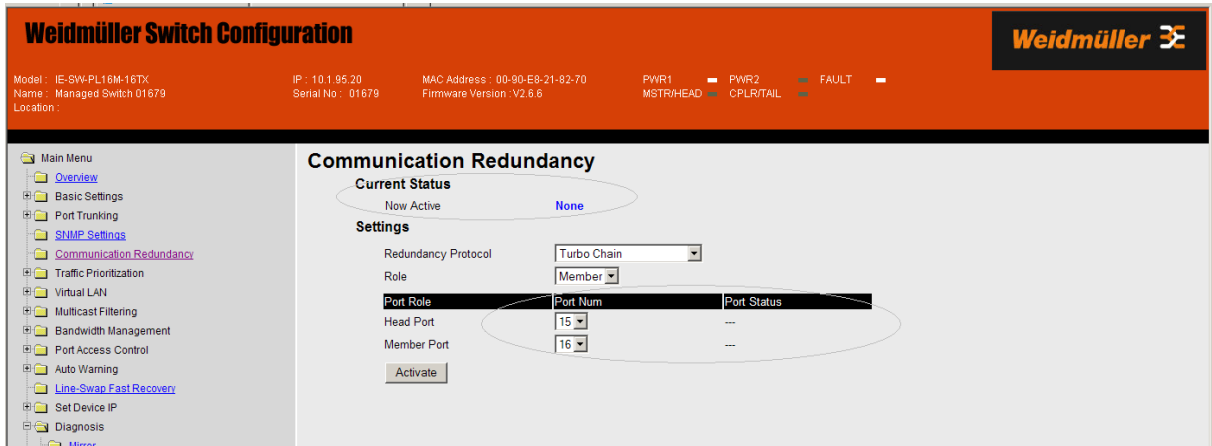 Weidmüller Switch Configuration
Weidmüller
Model : IE-SW-PL16M-16TX
Name : Managed Switch 01679
Location :
IP : 10.1.95.20
Serial No : 01679
MAC Address : 00-90-E8-21-82-70
Firmware Version : V2.6.6
PWR1 PWR2 FAULT
MSTR/HEAD CPLR/TAIL
Main Menu
Overview
Basic Settings
Port Trunking
SNMP Settings
Communication Redundancy
Traffic Prioritization
Virtual LAN
Multicast Filtering
Bandwidth Management
Port Access Control
Auto Warning
Line-Swap Fast Recovery
Set Device IP
Diagnosis
Mirror
Communication Redundancy
Current Status
Now Active None
Settings
Redundancy Protocol Turbo Chain
Role Member
Port Role Port Num Port Status
Head Port 15 ---
Member Port 16 ---
Activate